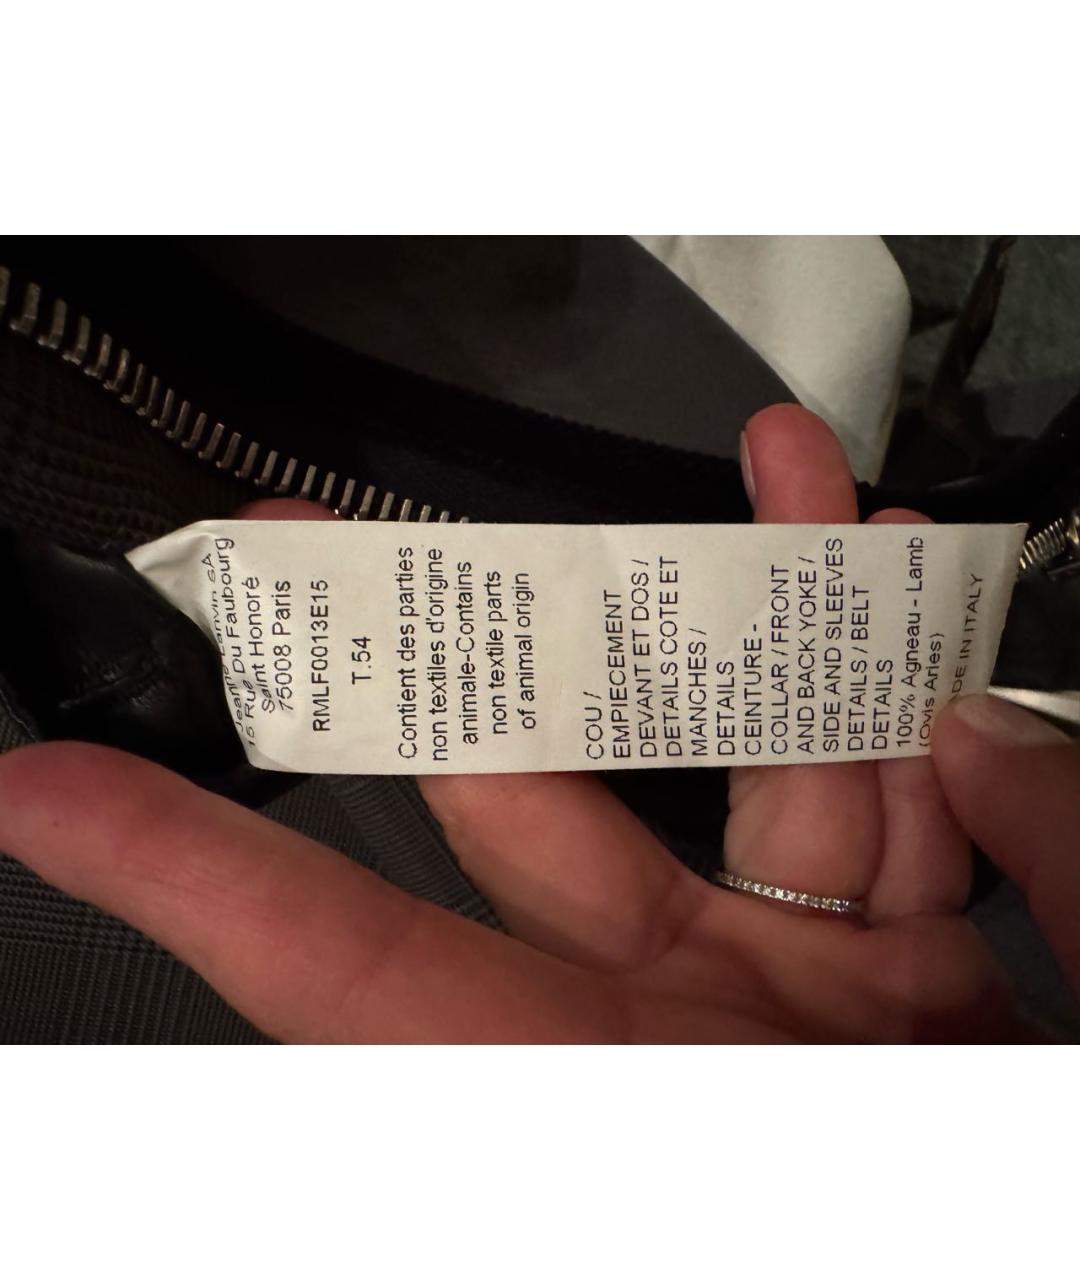 Jeanne Lanvin SA
15 Rue Du Faubourg
Saint Honoré
75008 Paris
RMLF0013E15
T.54
Contient des parties
non textiles d'origine
animale-Contains
non textile parts
of animal origin
COU /
EMPIECEMENT
DEVANT ET DOS /
DETAILS COTE ET
MANCHES /
DETAILS
CEINTURE -
COLLAR / FRONT
AND BACK YOKE /
SIDE AND SLEEVES
DETAILS / BELT
DETAILS
100% Agneau - Lamb
(Ovis Aries)
ADE IN ITALY